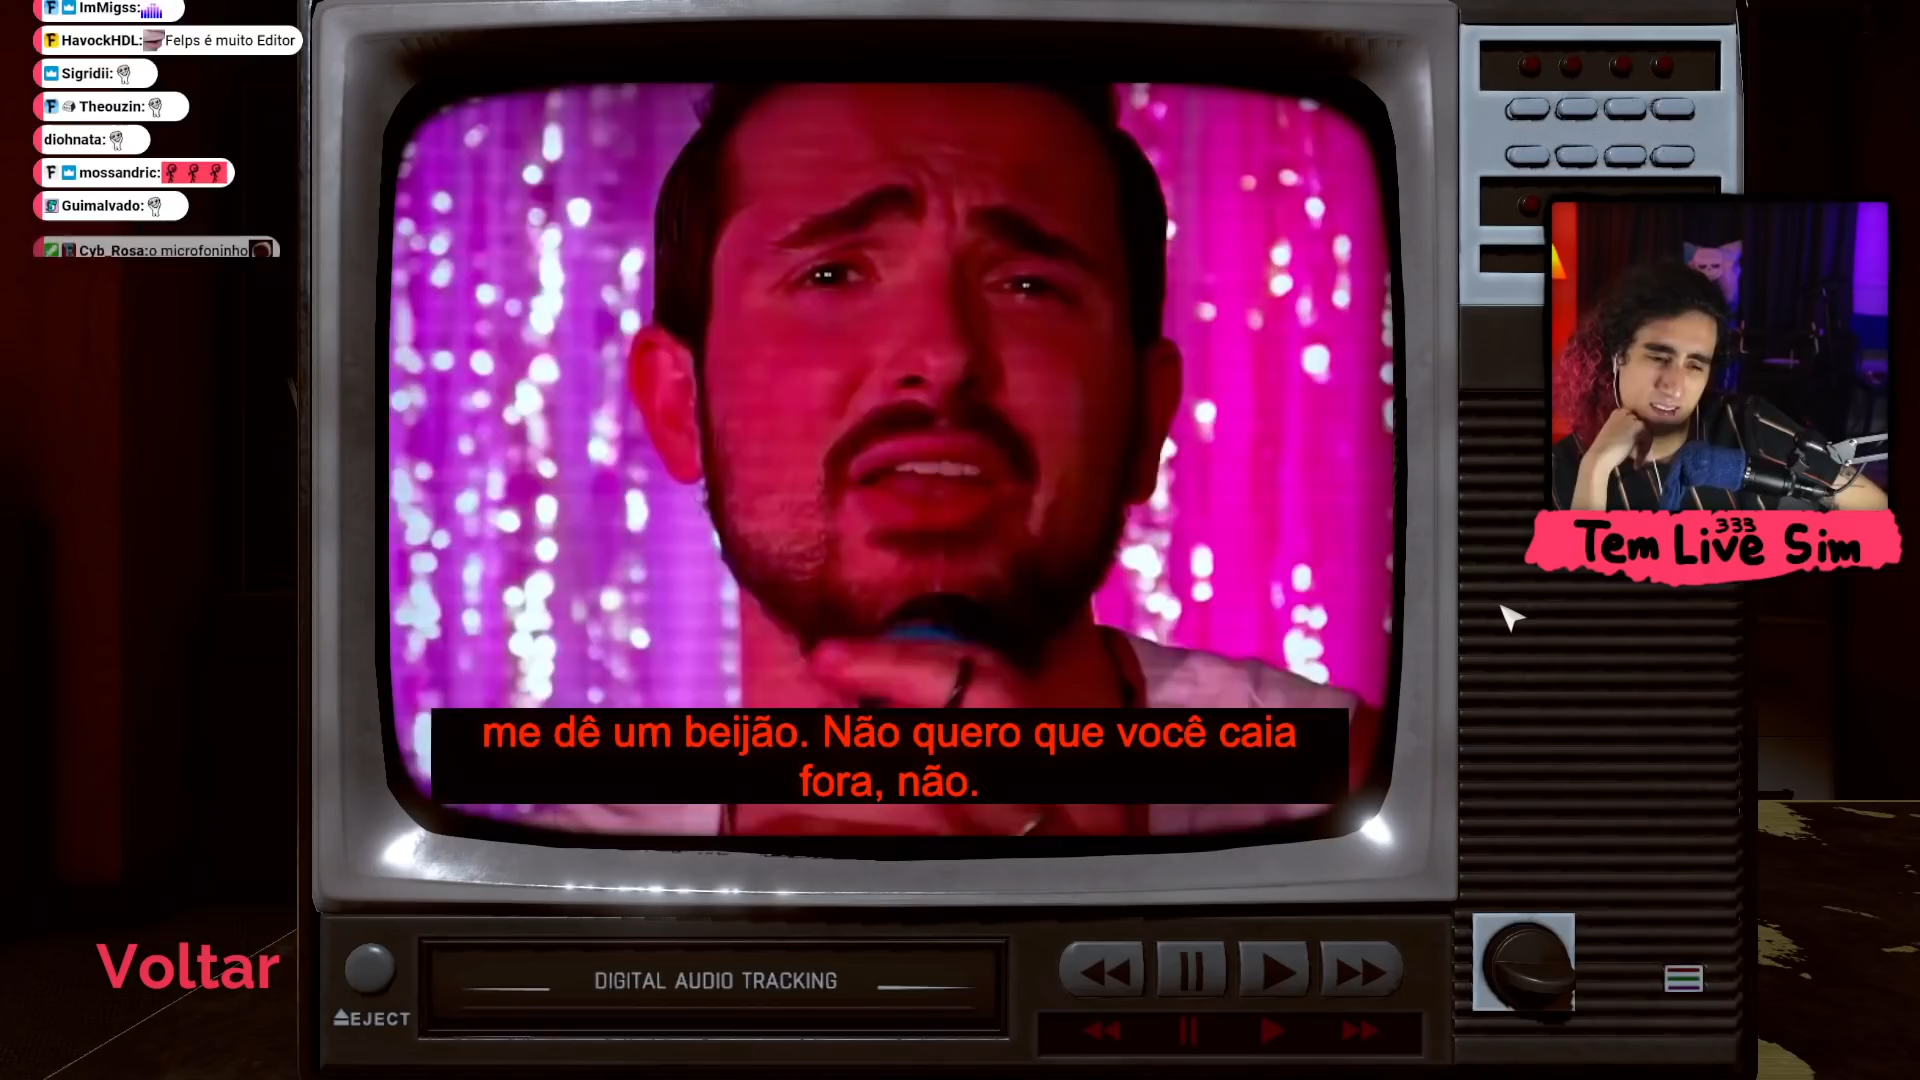 ImMigss:
HavockHDL: Felps é muito Editor
Sigridii:
Theouzin:
diohnata:
mossandric:
Guimalvado:
Cyb_Rosa:o microfoninho
333
Tem Live Sim
me dê um beijão. Não quero que você caia
fora, não.
Voltar
EJECT
DIGITAL AUDIO TRACKING